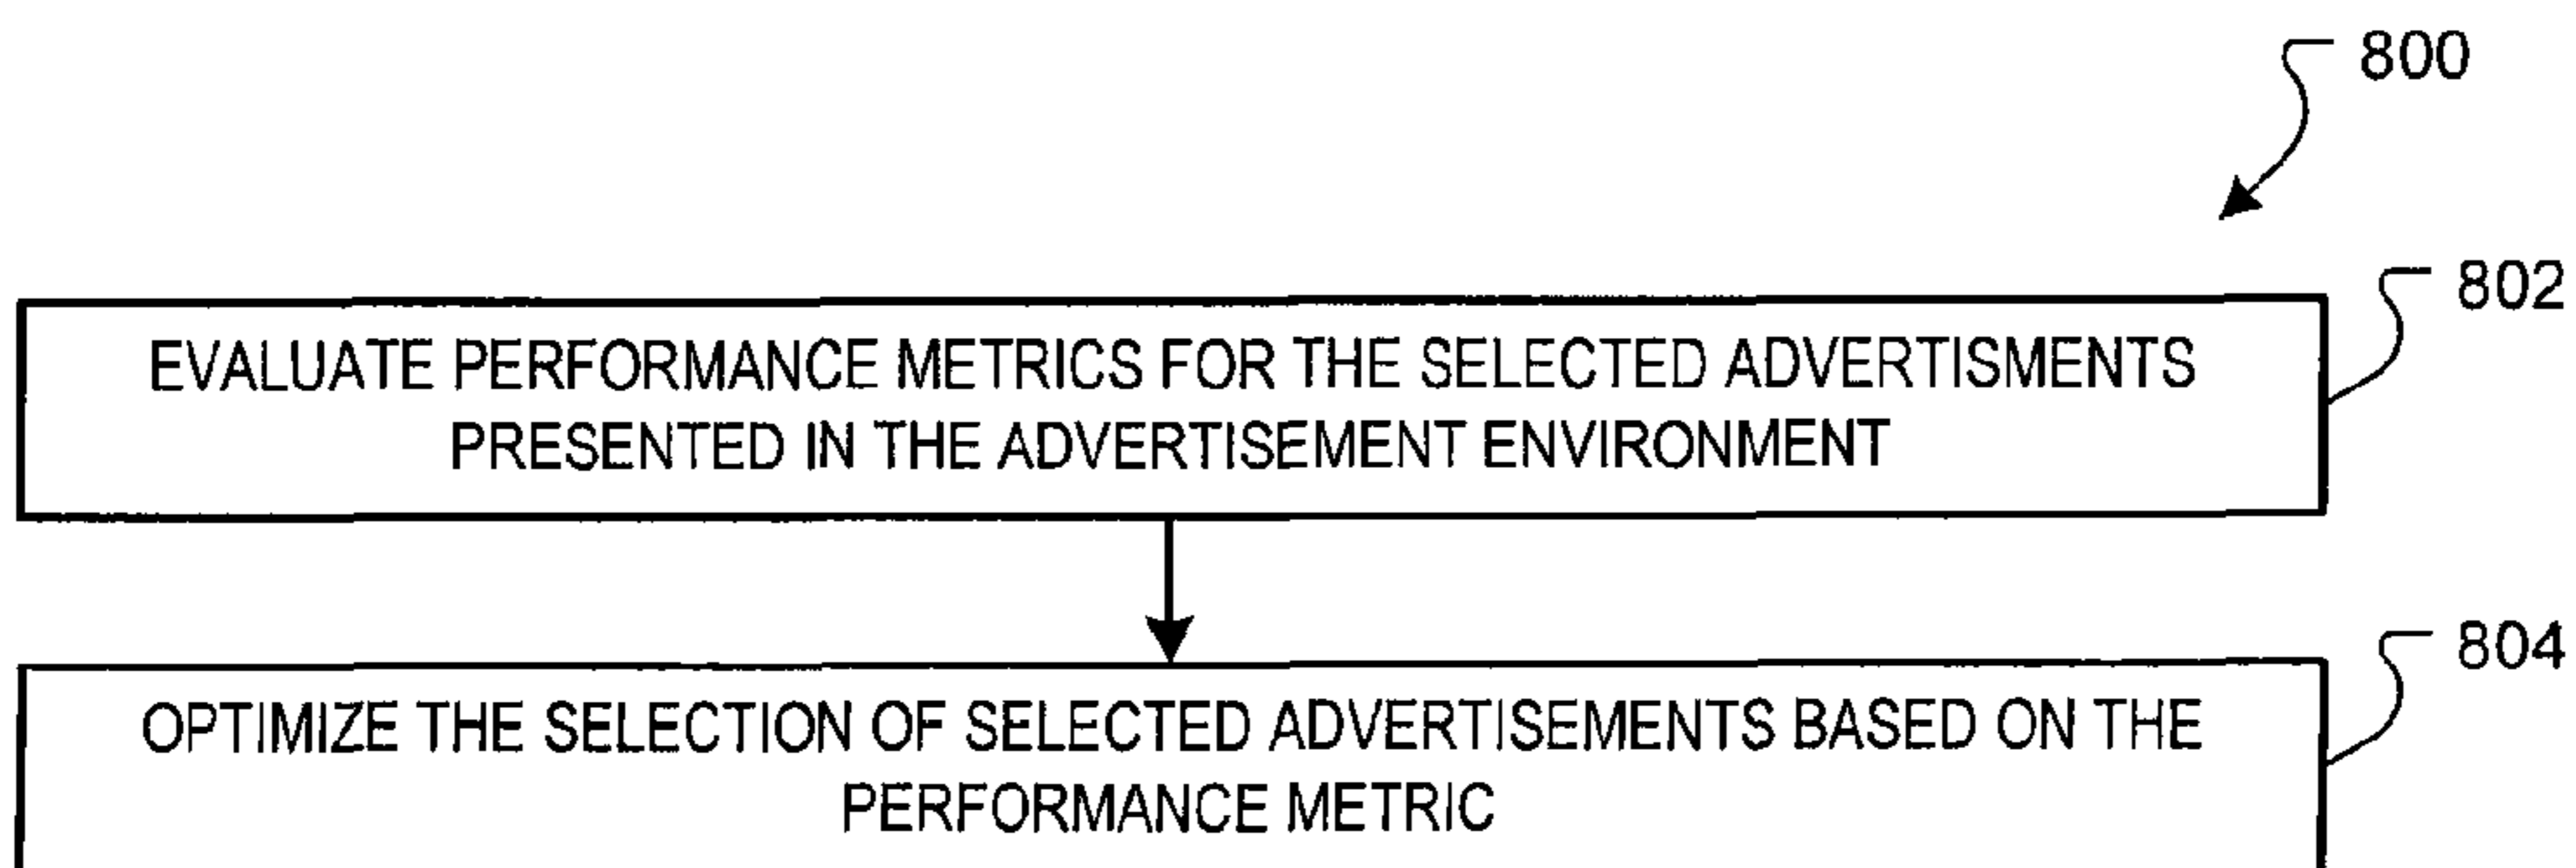 800
802
EVALUATE PERFORMANCE METRICS FOR THE SELECTED ADVERTISMENTS
PRESENTED IN THE ADVERTISEMENT ENVIRONMENT
804
OPTIMIZE THE SELECTION OF SELECTED ADVERTISEMENTS BASED ON THE
PERFORMANCE METRIC